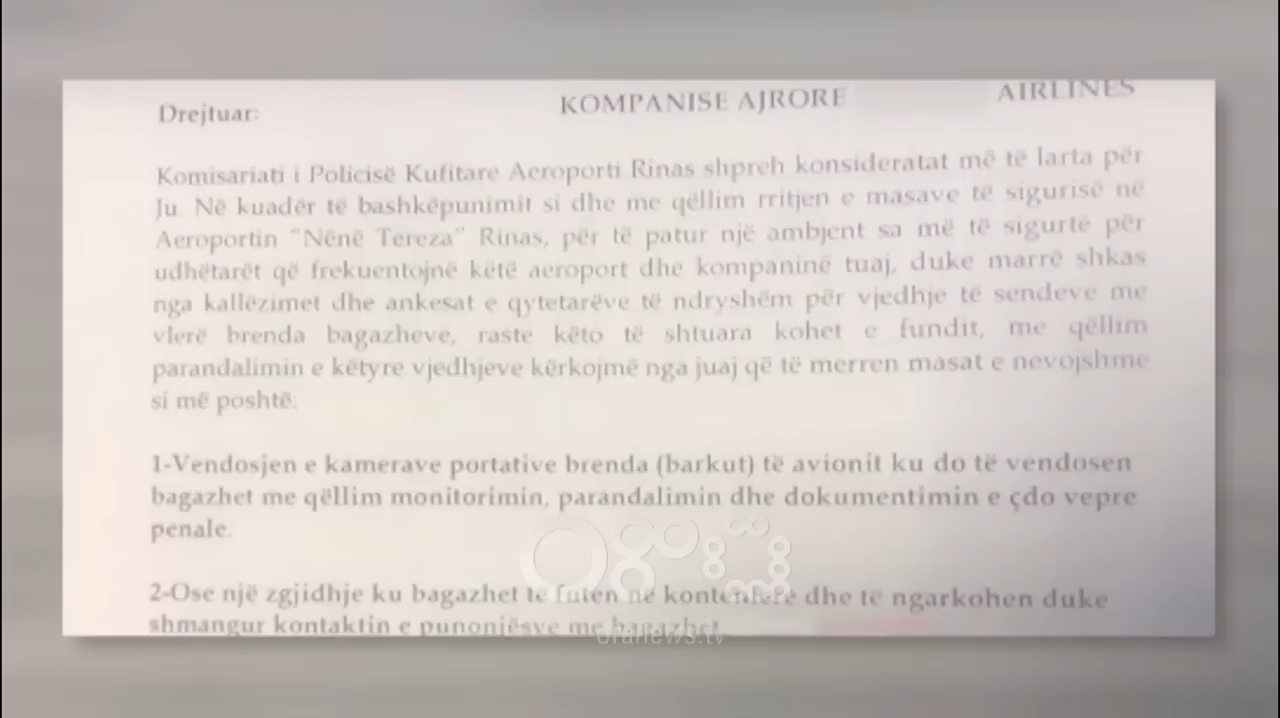 Drejtuar: KOMPANISE AJRORE AIRLINES
Komisariati i Policisë Kufitare Aeroporti Rinas shpreh konsideratat më të larta për
Ju. Në kuadër të bashkëpunimit si dhe me qëllim rritjen e masave të sigurisë në
Aeroportin "Nënë Tereza" Rinas, për të patur një ambjent sa më të sigurtë për
udhëtarët që frekuentojnë këtë aeroport dhe kompaninë tuaj, duke marrë shkas
nga kallëzimet dhe ankesat e qytetarëve të ndryshëm për vjedhje të sendeve me
vlerë brenda bagazheve, raste këto të shtuara kohet e fundit, me qëllim
parandalimin e këtyre vjedhjeve kërkojmë nga juaj që të merren masat e nevojshme
si më poshtë:
1-Vendosjen e kamerave portative brenda (barkut) të avionit ku do të vendosen
bagazhet me qëllim monitorimin, parandalimin dhe dokumentimin e çdo vepre
penale.
2-Ose një zgjidhje ku bagazhet të futen në kontenierë dhe të ngarkohen duke
shmangur kontaktin e punonjësve me bagazhet
oranews.tv